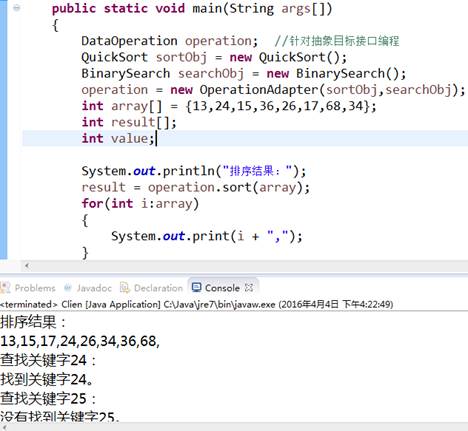 public static void main(String args[])
{
DataOperation operation;  //针对抽象目标接口编程
QuickSort sortObj = new QuickSort();
BinarySearch searchObj = new BinarySearch();
operation = new OperationAdapter(sortObj,searchObj);
int array[] = {13,24,15,36,26,17,68,34};
int result[];
int value;
System.out.println("排序结果：");
result = operation.sort(array);
for(int i:array)
{
System.out.print(i + ",");
}
Problems @ Javadoc Declaration Console
<terminated> Clien [Java Application] C:\Java\jre7\bin\javaw.exe (2016年4月4日 下午4:22:49)
排序结果：
13,15,17,24,26,34,36,68,
查找关键字24：
找到关键字24。
查找关键字25：
没有找到关键字25。